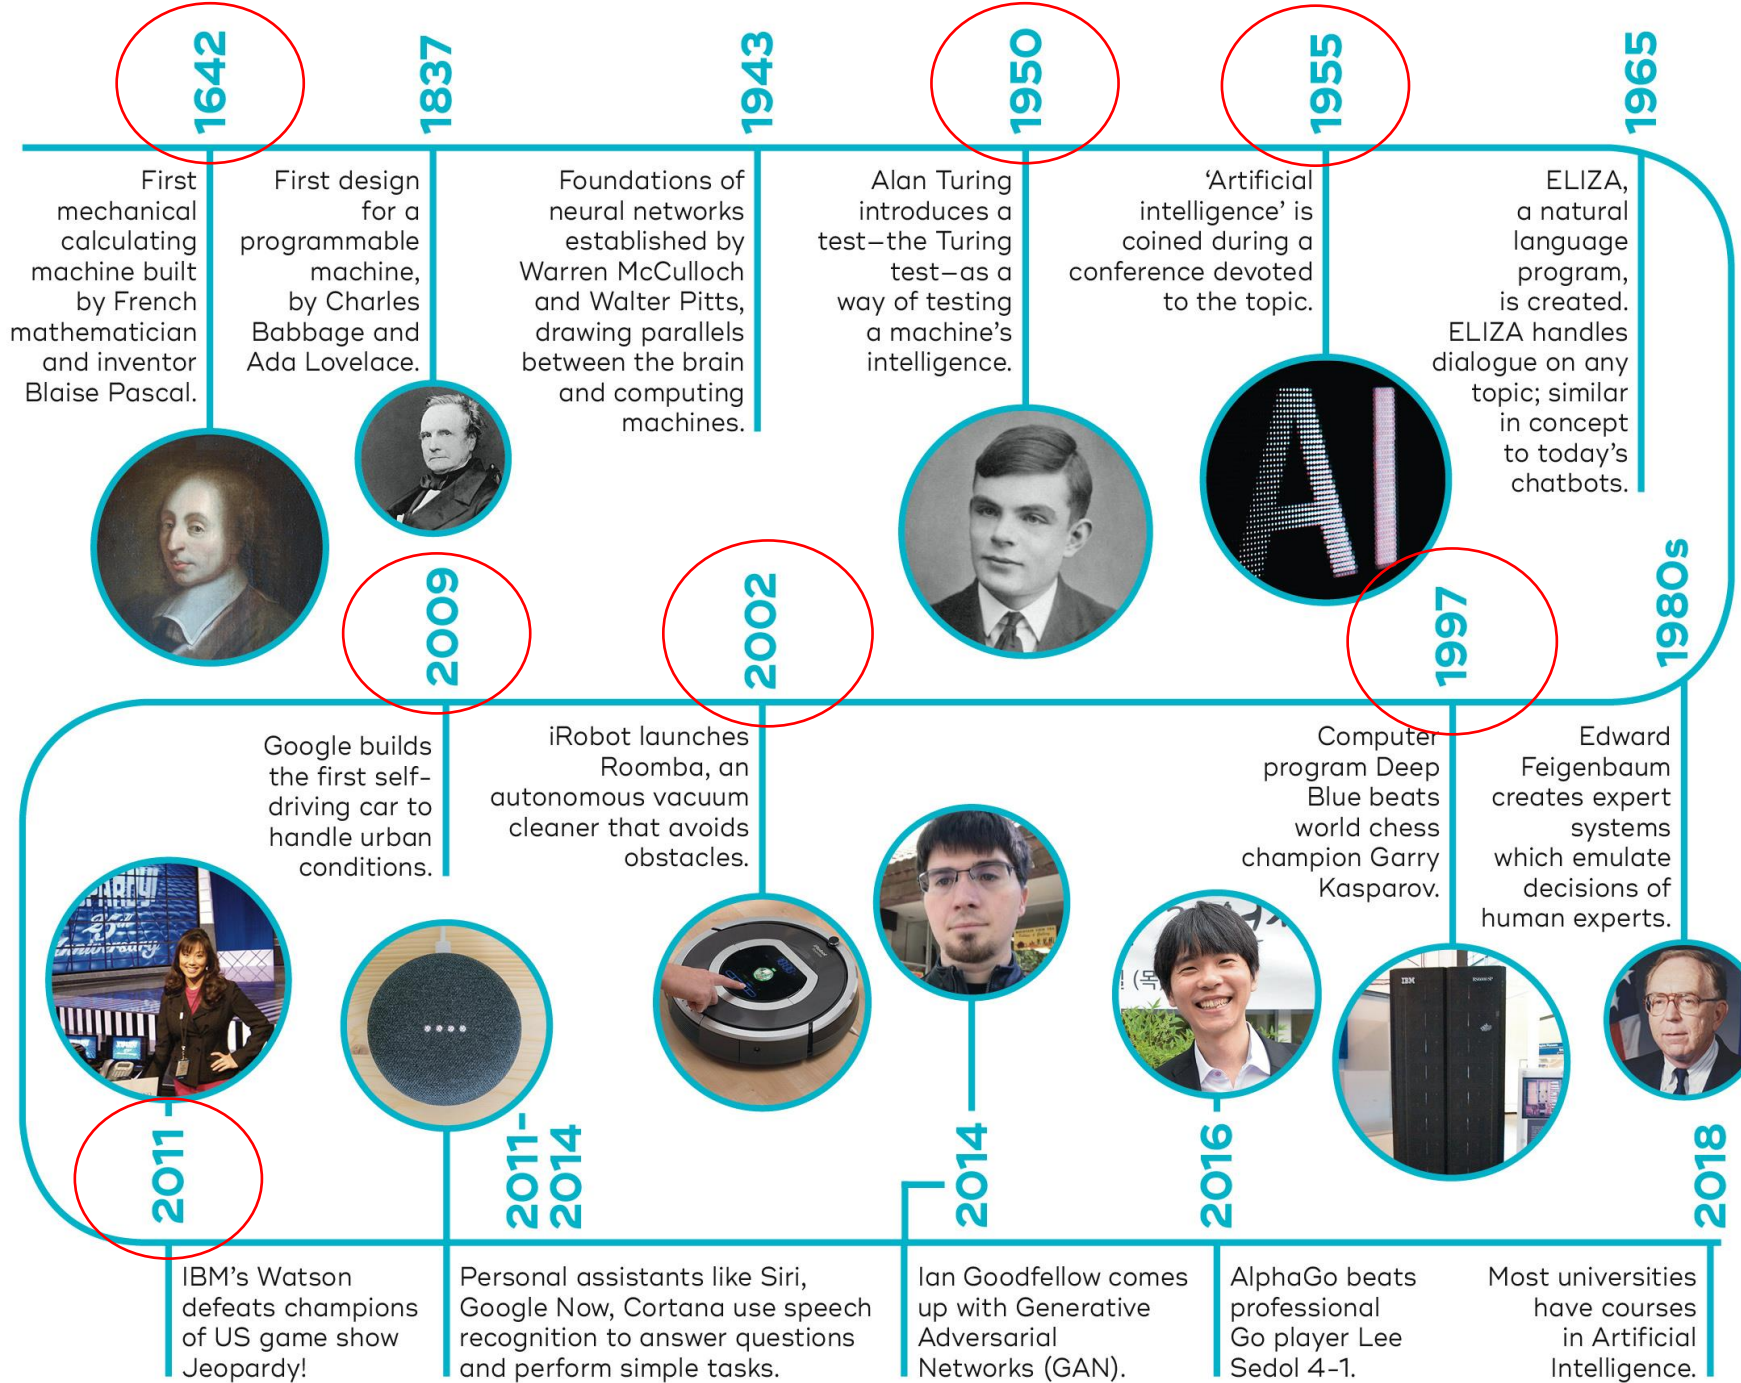 1642
First
mechanical
calculating
machine built
by French
mathematician
and inventor
Blaise Pascal.
1837
First design
for a
programmable
machine,
by Charles
Babbage and
Ada Lovelace.
1943
Foundations of
neural networks
established by
Warren McCulloch
and Walter Pitts,
drawing parallels
between the brain
and computing
machines.
1950
Alan Turing
introduces a
test—the Turing
test—as a
way of testing
a machine's
intelligence.
1955
'Artificial
intelligence' is
coined during a
conference devoted
to the topic.
AI
1965
ELIZA,
a natural
language
program,
is created.
ELIZA handles
dialogue on any
topic; similar
in concept
to today's
chatbots.
1980s
Edward
Feigenbaum
creates expert
systems
which emulate
decisions of
human experts.
1997
Computer
program Deep
Blue beats
world chess
champion Garry
Kasparov.
IBM
2002
iRobot launches
Roomba, an
autonomous vacuum
cleaner that avoids
obstacles.
2009
Google builds
the first self-
driving car to
handle urban
conditions.
25th
Anniversary
2011
IBM's Watson
defeats champions
of US game show
Jeopardy!
2011-
2014
Personal assistants like Siri,
Google Now, Cortana use speech
recognition to answer questions
and perform simple tasks.
2014
Ian Goodfellow comes
up with Generative
Adversarial
Networks (GAN).
2016
AlphaGo beats
professional
Go player Lee
Sedol 4-1.
2018
Most universities
have courses
in Artificial
Intelligence.